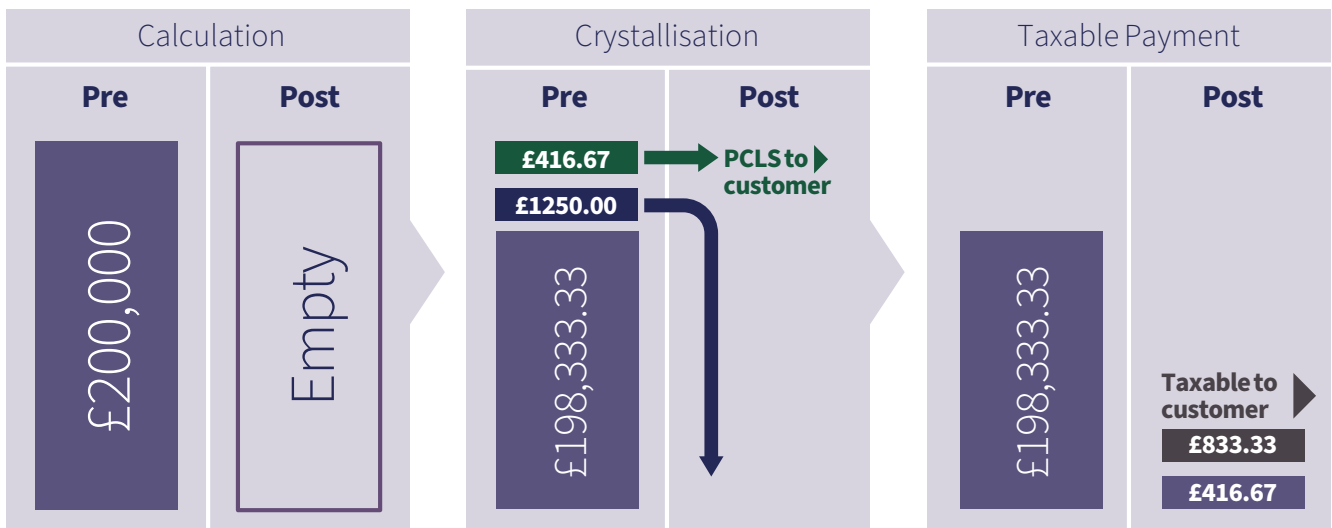 Calculation
Pre
Post
£200,000
Empty
Crystallisation
Pre
Post
£416.67
PCLS to
customer
£1250.00
£198,333.33
Taxable Payment
Pre
Post
£198,333.33
Taxable to
customer
£833.33
£416.67